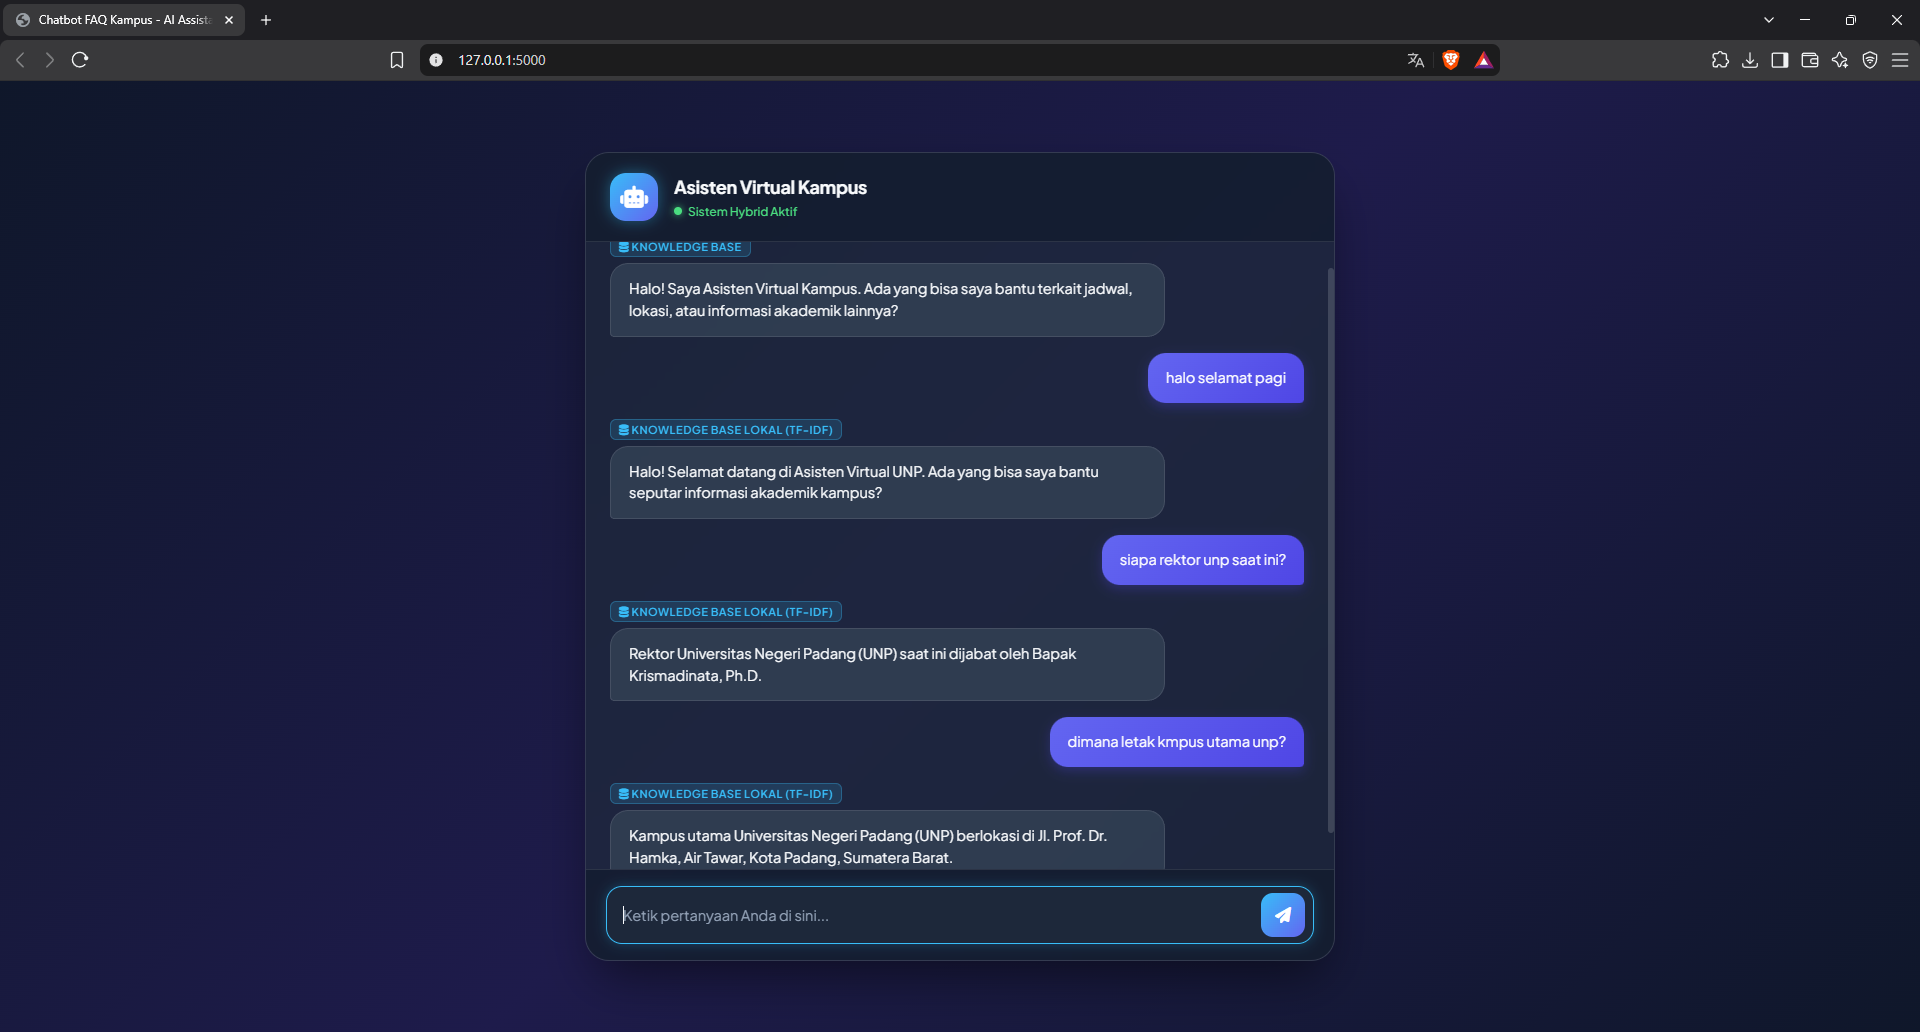 Chatbot FAQ Kampus - AI Assista
127.0.0.1:5000
Asisten Virtual Kampus
Sistem Hybrid Aktif
KNOWLEDGE BASE
Halo! Saya Asisten Virtual Kampus. Ada yang bisa saya bantu terkait jadwal,
lokasi, atau informasi akademik lainnya?
halo selamat pagi
KNOWLEDGE BASE LOKAL (TF-IDF)
Halo! Selamat datang di Asisten Virtual UNP. Ada yang bisa saya bantu
seputar informasi akademik kampus?
siapa rektor unp saat ini?
KNOWLEDGE BASE LOKAL (TF-IDF)
Rektor Universitas Negeri Padang (UNP) saat ini dijabat oleh Bapak
Krismadinata, Ph.D.
dimana letak kmpus utama unp?
KNOWLEDGE BASE LOKAL (TF-IDF)
Kampus utama Universitas Negeri Padang (UNP) berlokasi di Jl. Prof. Dr.
Hamka, Air Tawar, Kota Padang, Sumatera Barat.
Ketik pertanyaan Anda di sini...